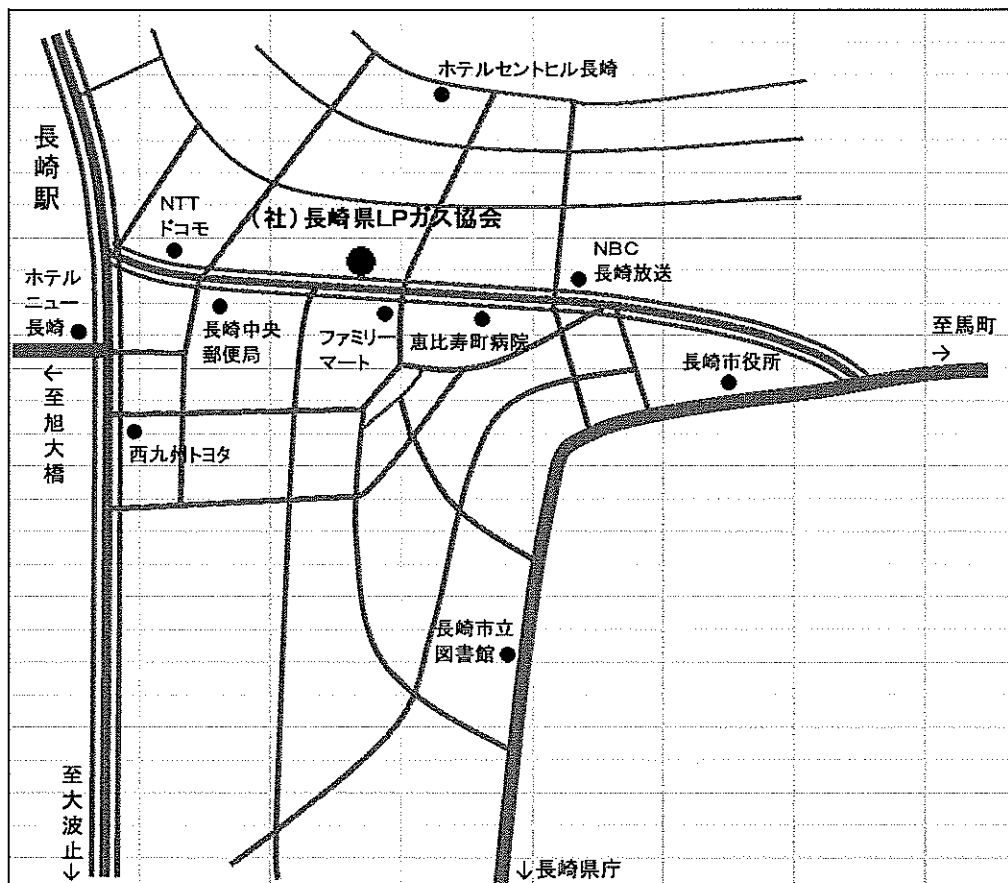 ホテルセントヒル長崎
長崎駅
NTT
ドコモ
（社）長崎県LPガス協会
NBC
長崎放送
ホテル
ニュー
長崎
長崎中央
郵便局
ファミリー
マート
恵比寿町病院
長崎市役所
至馬町
→
←
至旭大橋
西九州トヨタ
長崎市立
図書館
至大波止
↓
↓長崎県庁